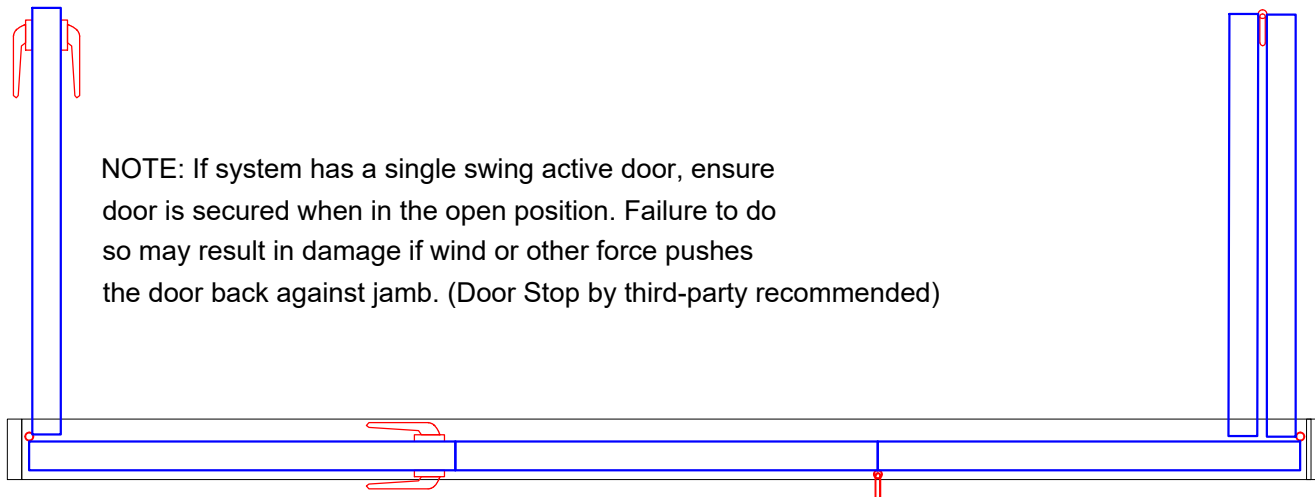 NOTE: If system has a single swing active door, ensure
door is secured when in the open position. Failure to do
so may result in damage if wind or other force pushes
the door back against jamb. (Door Stop by third-party recommended)